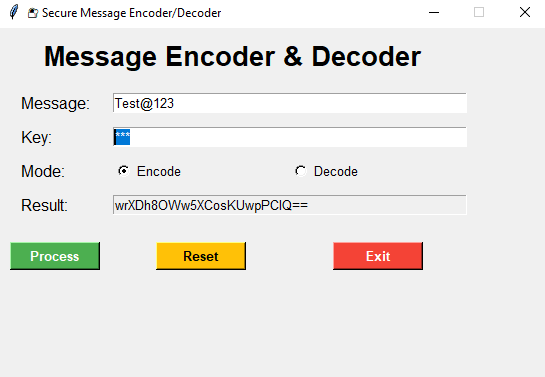 Secure Message Encoder/Decoder
Message Encoder & Decoder
Message: Test@123
Key: ***
Mode: Encode Decode
Result: wrXDh8OWw5XCosKUwpPClQ==
Process Reset Exit